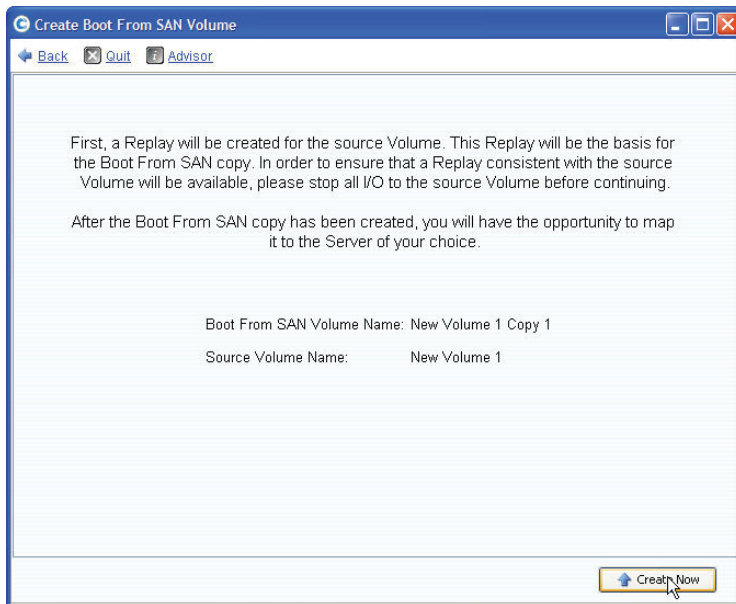 Create Boot From SAN Volume
Back Quit Advisor
First, a Replay will be created for the source Volume. This Replay will be the basis for
the Boot From SAN copy. In order to ensure that a Replay consistent with the source
Volume will be available, please stop all I/O to the source Volume before continuing.
After the Boot From SAN copy has been created, you will have the opportunity to map
it to the Server of your choice.
Boot From SAN Volume Name: New Volume 1 Copy 1
Source Volume Name: New Volume 1
Create Now